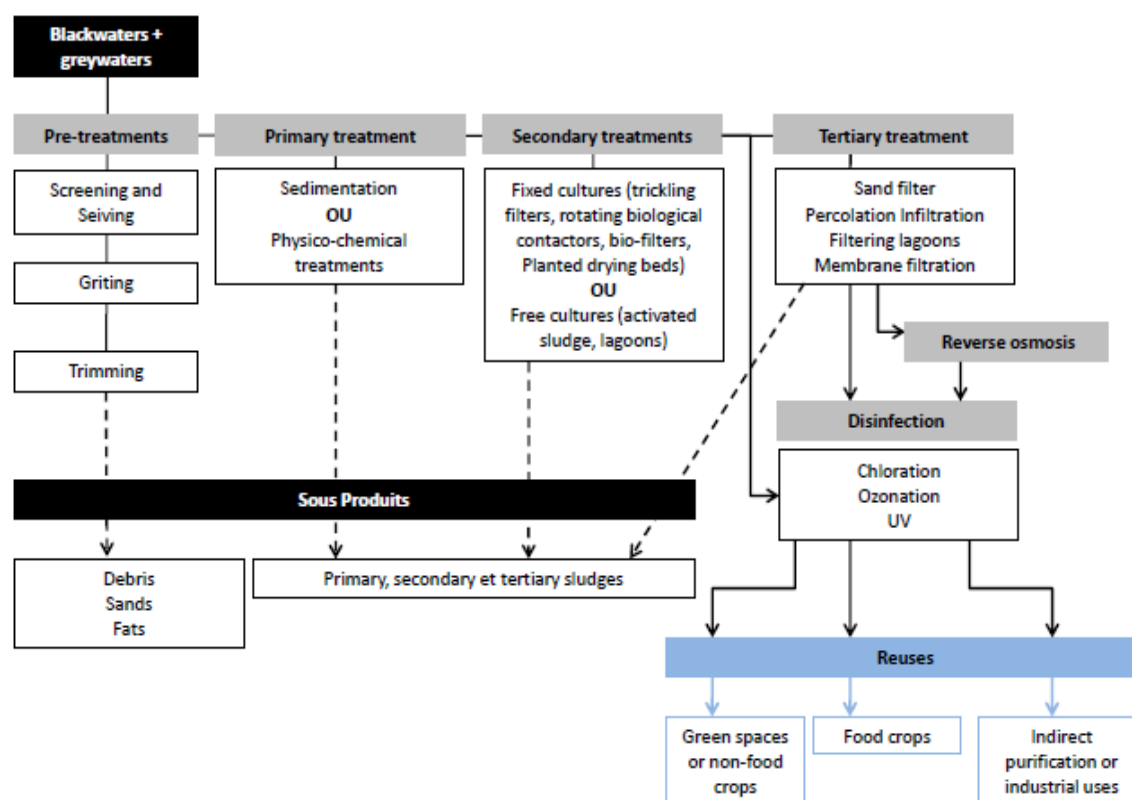 Blackwaters +
greywaters
Pre-treatments
Primary treatment
Secondary treatments
Tertiary treatment
Screening and
Seiving
Griting
Trimming
Sedimentation
OU
Physico-chemical
treatments
Fixed cultures (trickling
filters, rotating biological
contactors, bio-filters,
Planted drying beds)
OU
Free cultures (activated
sludge, lagoons)
Sand filter
Percolation Infiltration
Filtering lagoons
Membrane filtration
Reverse osmosis
Disinfection
Chloration
Ozonation
UV
Sous Produits
Debris
Sands
Fats
Primary, secondary et tertiary sludges
Reuses
Green spaces
or non-food
crops
Food crops
Indirect
purification or
industrial uses